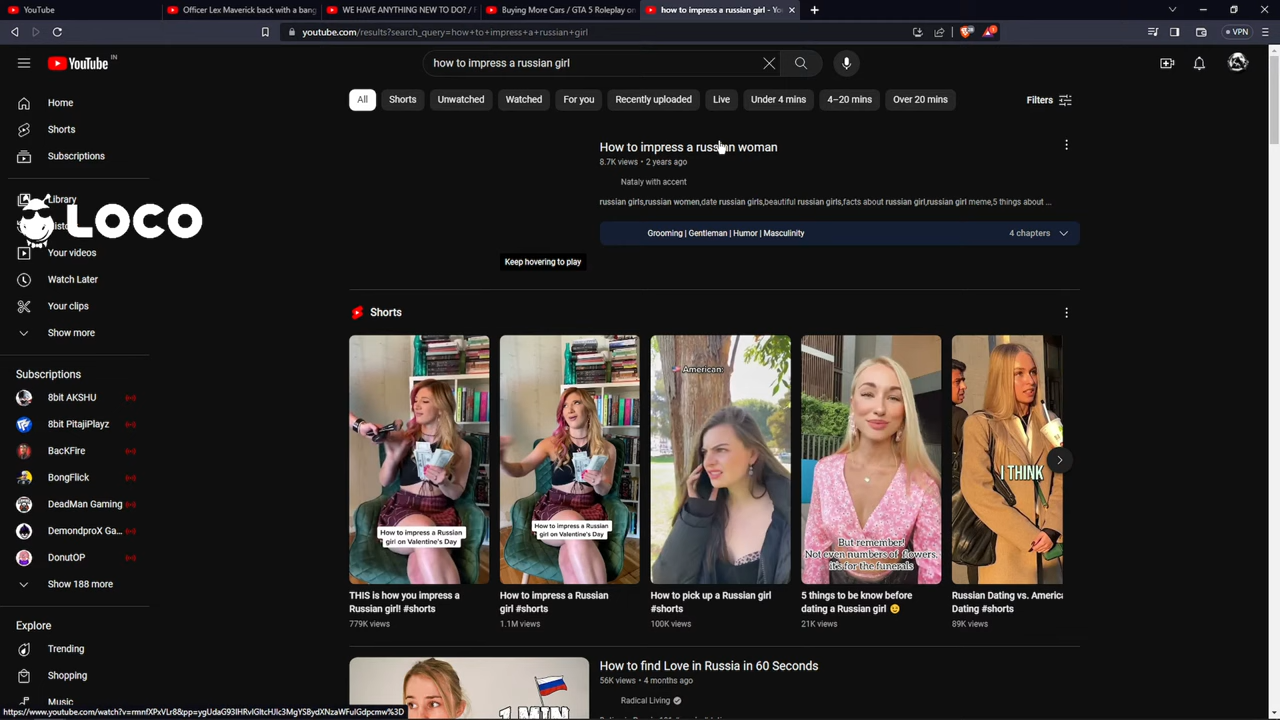 YouTube
Officer Lex Maverick back with a bang
WE HAVE ANYTHING NEW TO DO? / F
Buying More Cars / GTA 5 Roleplay on
how to impress a russian girl - Yo
youtube.com/results?search_query=how+to+impress+a+russian+girl
VPN
YouTube IN
how to impress a russian girl
All
Shorts
Unwatched
Watched
For you
Recently uploaded
Live
Under 4 mins
4–20 mins
Over 20 mins
Filters
Home
Shorts
Subscriptions
Library
LOCO
Your videos
Watch Later
Your clips
Show more
Subscriptions
8bit AKSHU
8bit PitajiPlayz
BacKFire
BongFlick
DeadMan Gaming
DemondproX Ga...
DonutOP
Show 188 more
Explore
Trending
Shopping
Music
How to impress a russian woman
8.7K views • 2 years ago
Nataly with accent
russian girls,russian women,date russian girls,beautiful russian girls,facts about russian girl,russian girl meme,5 things about ...
Grooming | Gentleman | Humor | Masculinity
4 chapters
Keep hovering to play
Shorts
How to impress a Russian
girl on Valentine's Day
THIS is how you impress a
Russian girl! #shorts
779K views
How to impress a Russian
girl on Valentine's Day
How to impress a Russian
girl #shorts
1.1M views
American:
How to pick up a Russian girl
#shorts
100K views
But remember!
Not even numbers of flowers,
it's for the funerals
5 things to be know before
dating a Russian girl 😉
21K views
I THINK
Russian Dating vs. America
Dating #shorts
89K views
1 MIN
How to find Love in Russia in 60 Seconds
56K views • 4 months ago
Radical Living